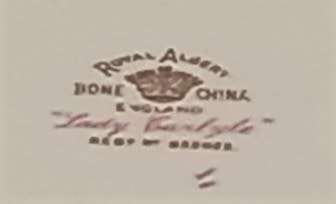 ROYAL ALBERT
BONE CHINA
ENGLAND
"Lady Carlyle"